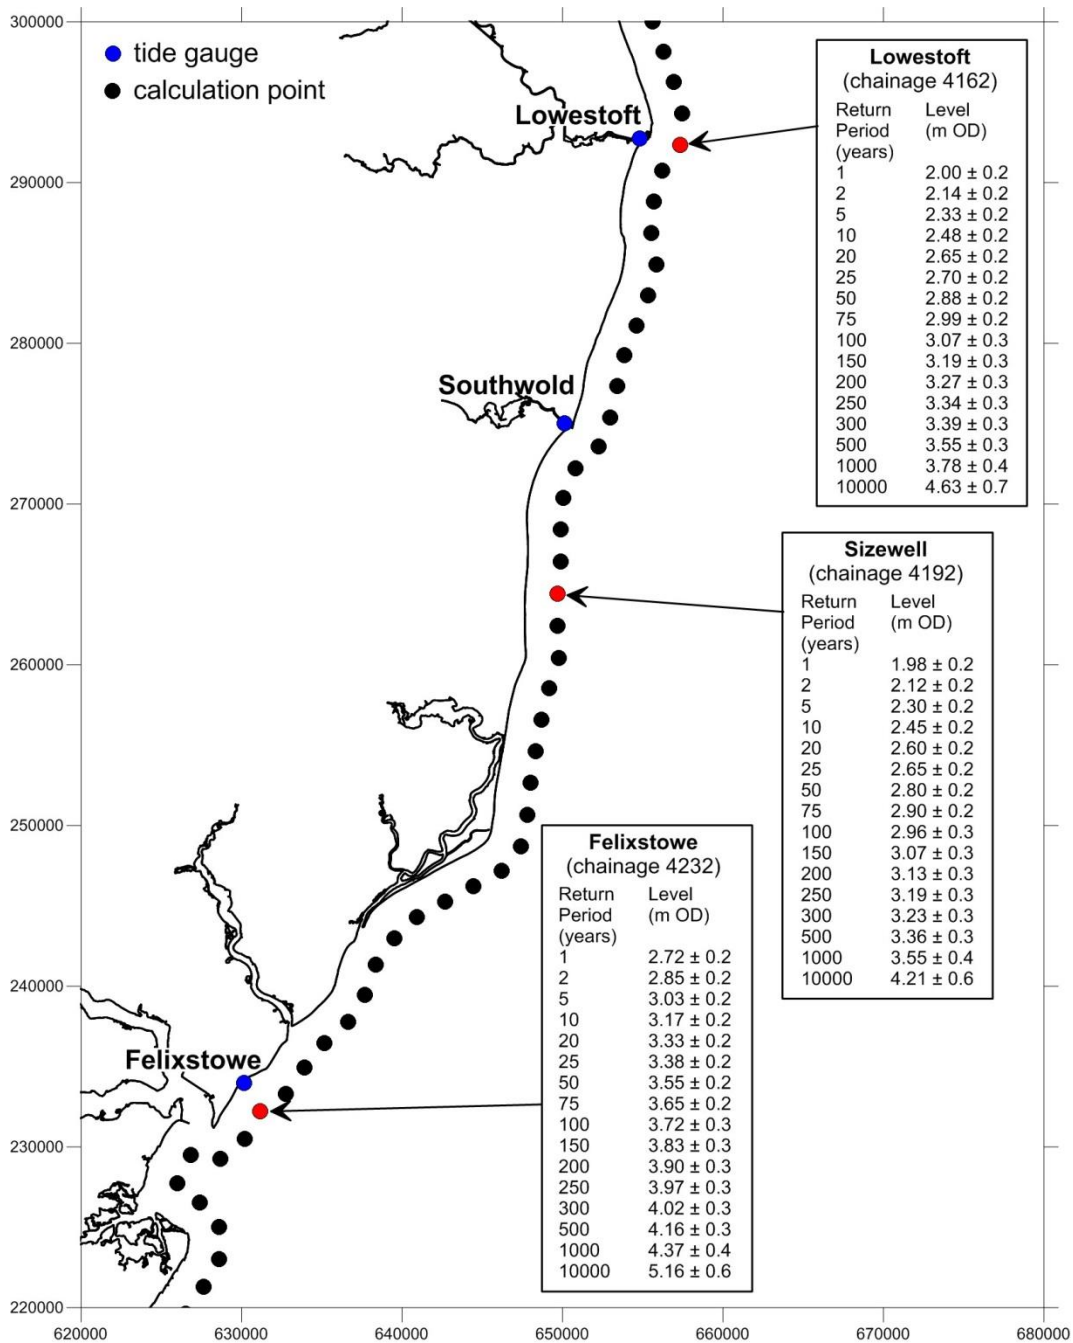 300000
tide gauge
calculation point
Lowestoft
290000
280000
Southwold
270000
260000
250000
240000
Felixstowe
230000
220000
620000 630000 640000 650000 660000 670000 680000
Lowestoft
(chainage 4162)
Return Level
Period (m OD)
(years)
1 2.00 ± 0.2
2 2.14 ± 0.2
5 2.33 ± 0.2
10 2.48 ± 0.2
20 2.65 ± 0.2
25 2.70 ± 0.2
50 2.88 ± 0.2
75 2.99 ± 0.2
100 3.07 ± 0.3
150 3.19 ± 0.3
200 3.27 ± 0.3
250 3.34 ± 0.3
300 3.39 ± 0.3
500 3.55 ± 0.3
1000 3.78 ± 0.4
10000 4.63 ± 0.7
Sizewell
(chainage 4192)
Return Level
Period (m OD)
(years)
1 1.98 ± 0.2
2 2.12 ± 0.2
5 2.30 ± 0.2
10 2.45 ± 0.2
20 2.60 ± 0.2
25 2.65 ± 0.2
50 2.80 ± 0.2
75 2.90 ± 0.2
100 2.96 ± 0.3
150 3.07 ± 0.3
200 3.13 ± 0.3
250 3.19 ± 0.3
300 3.23 ± 0.3
500 3.36 ± 0.3
1000 3.55 ± 0.4
10000 4.21 ± 0.6
Felixstowe
(chainage 4232)
Return Level
Period (m OD)
(years)
1 2.72 ± 0.2
2 2.85 ± 0.2
5 3.03 ± 0.2
10 3.17 ± 0.2
20 3.33 ± 0.2
25 3.38 ± 0.2
50 3.55 ± 0.2
75 3.65 ± 0.2
100 3.72 ± 0.3
150 3.83 ± 0.3
200 3.90 ± 0.3
250 3.97 ± 0.3
300 4.02 ± 0.3
500 4.16 ± 0.3
1000 4.37 ± 0.4
10000 5.16 ± 0.6